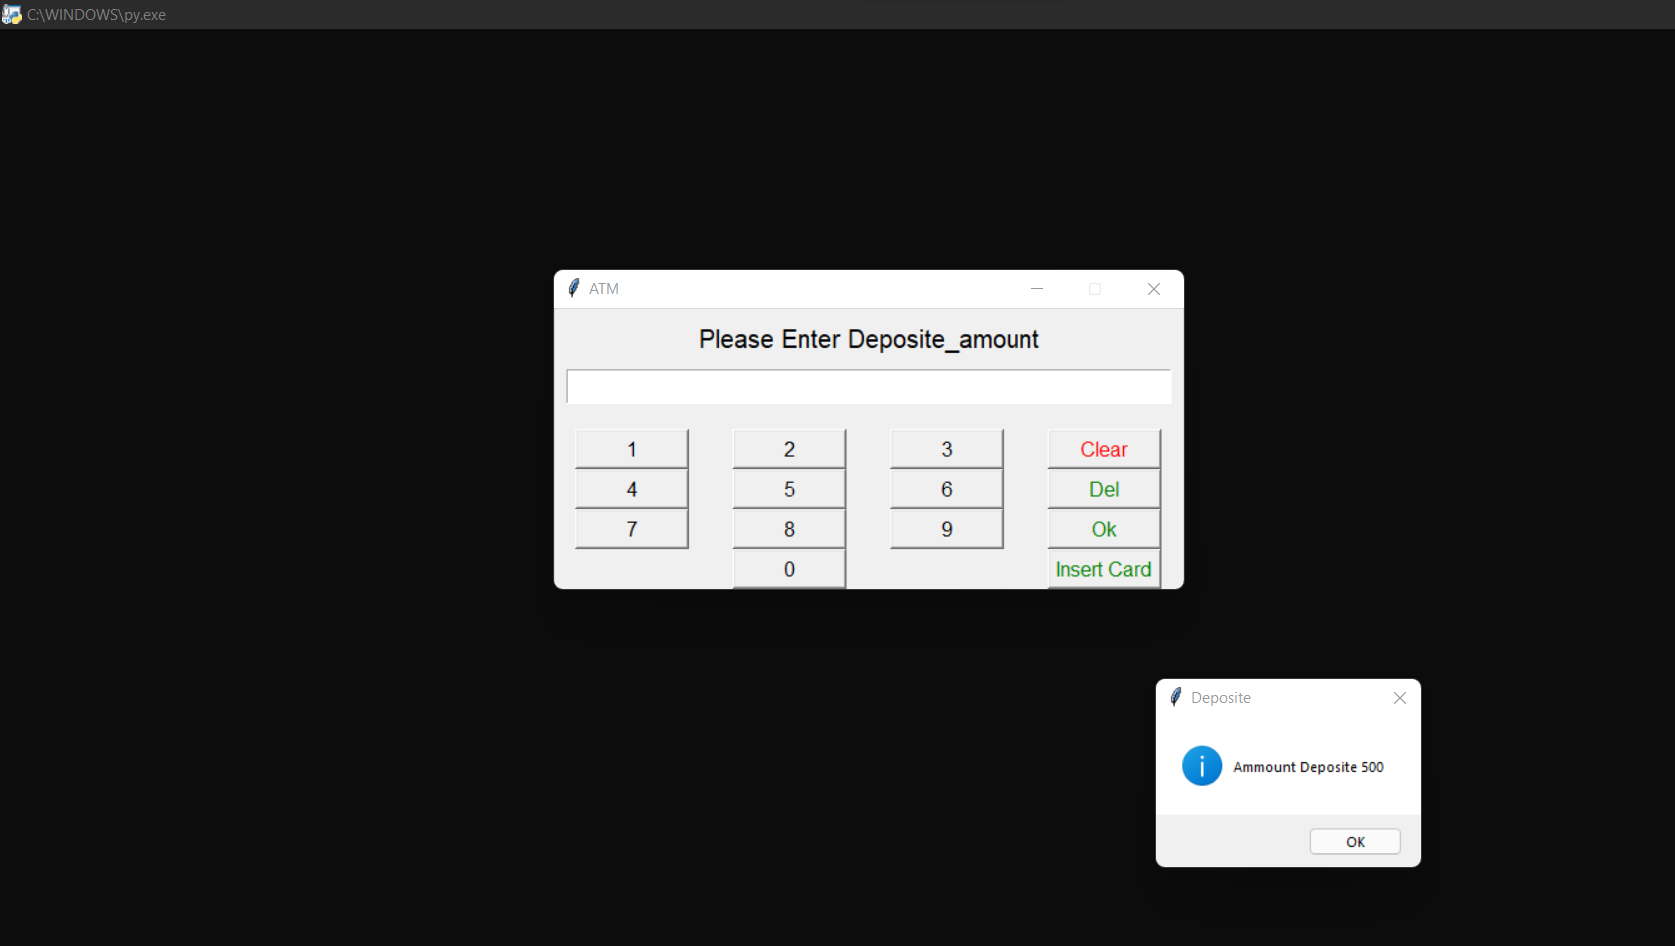 C:\WINDOWS\py.exe
ATM
Please Enter Deposite_amount
1 2 3 Clear
4 5 6 Del
7 8 9 Ok
0 Insert Card
Deposite
Ammount Deposite 500
OK